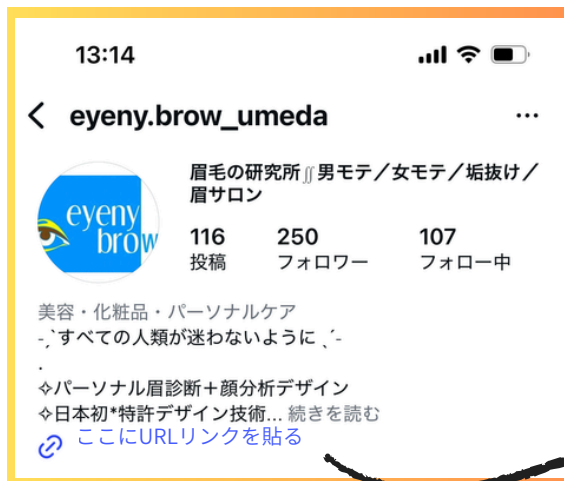 13:14
eyeny.brow_umeda
眉毛の研究所∬男モテ／女モテ／垢抜け／
眉サロン
eyeny
brow
116 250 107
投稿 フォロワー フォロー中
美容・化粧品・パーソナルケア
-ˏˋすべての人類が迷わないようにˎˊ-
.
✧パーソナル眉診断＋顔分析デザイン
✧日本初*特許デザイン技術... 続きを読む
ここにURLリンクを貼る